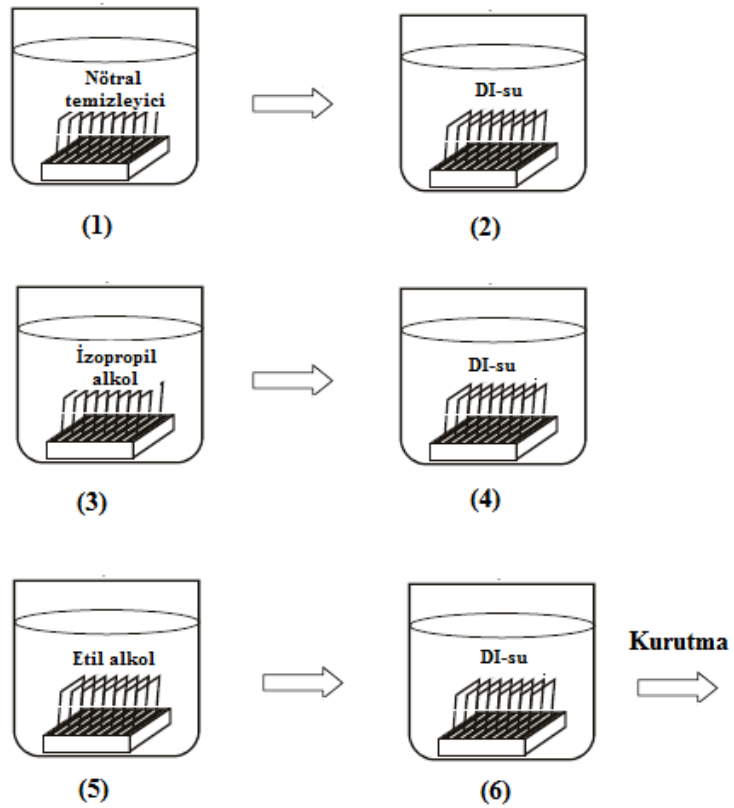 Nötral
temizleyici
DI-su
(1)
(2)
İzopropil
alkol
DI-su
(3)
(4)
Etil alkol
DI-su
Kurutma
(5)
(6)